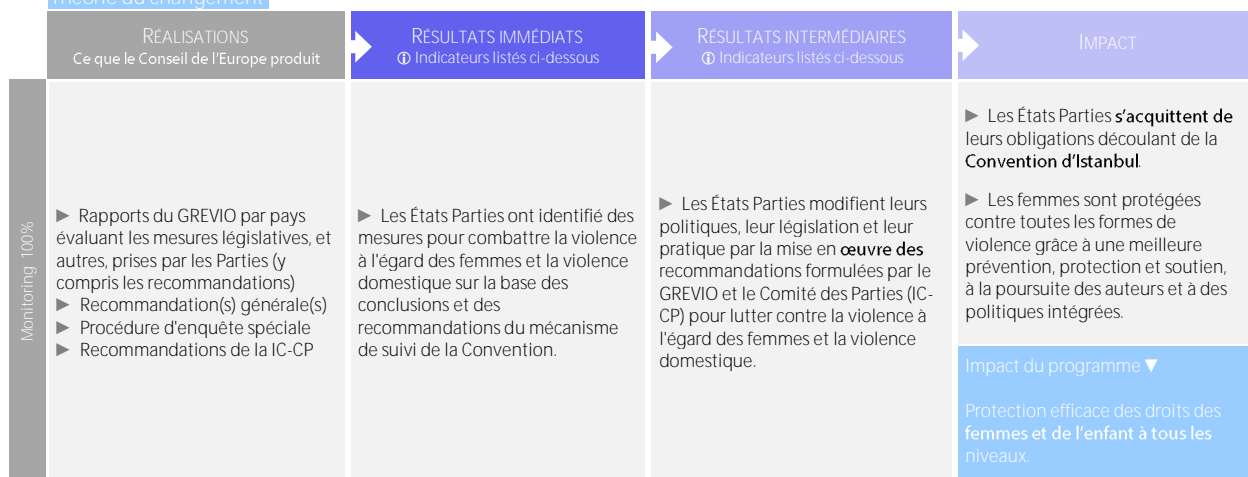 Théorie du changement
RÉALISATIONS
Ce que le Conseil de l'Europe produit
RÉSULTATS IMMÉDIATS
🛈 Indicateurs listés ci-dessous
RÉSULTATS INTERMÉDIAIRES
🛈 Indicateurs listés ci-dessous
IMPACT
Monitoring 100%
► Rapports du GREVIO par pays
évaluant les mesures législatives, et
autres, prises par les Parties (y
compris les recommandations)
► Recommandation(s) générale(s)
► Procédure d'enquête spéciale
► Recommandations de la IC-CP
► Les États Parties ont identifié des
mesures pour combattre la violence
à l'égard des femmes et la violence
domestique sur la base des
conclusions et des
recommandations du mécanisme
de suivi de la Convention.
► Les États Parties modifient leurs
politiques, leur législation et leur
pratique par la mise en œuvre des
recommandations formulées par le
GREVIO et le Comité des Parties (IC-
CP) pour lutter contre la violence à
l'égard des femmes et la violence
domestique.
► Les États Parties s'acquittent de
leurs obligations découlant de la
Convention d'Istanbul.
► Les femmes sont protégées
contre toutes les formes de
violence grâce à une meilleure
prévention, protection et soutien,
à la poursuite des auteurs et à des
politiques intégrées.
Impact du programme ▼
Protection efficace des droits des
femmes et de l'enfant à tous les
niveaux.